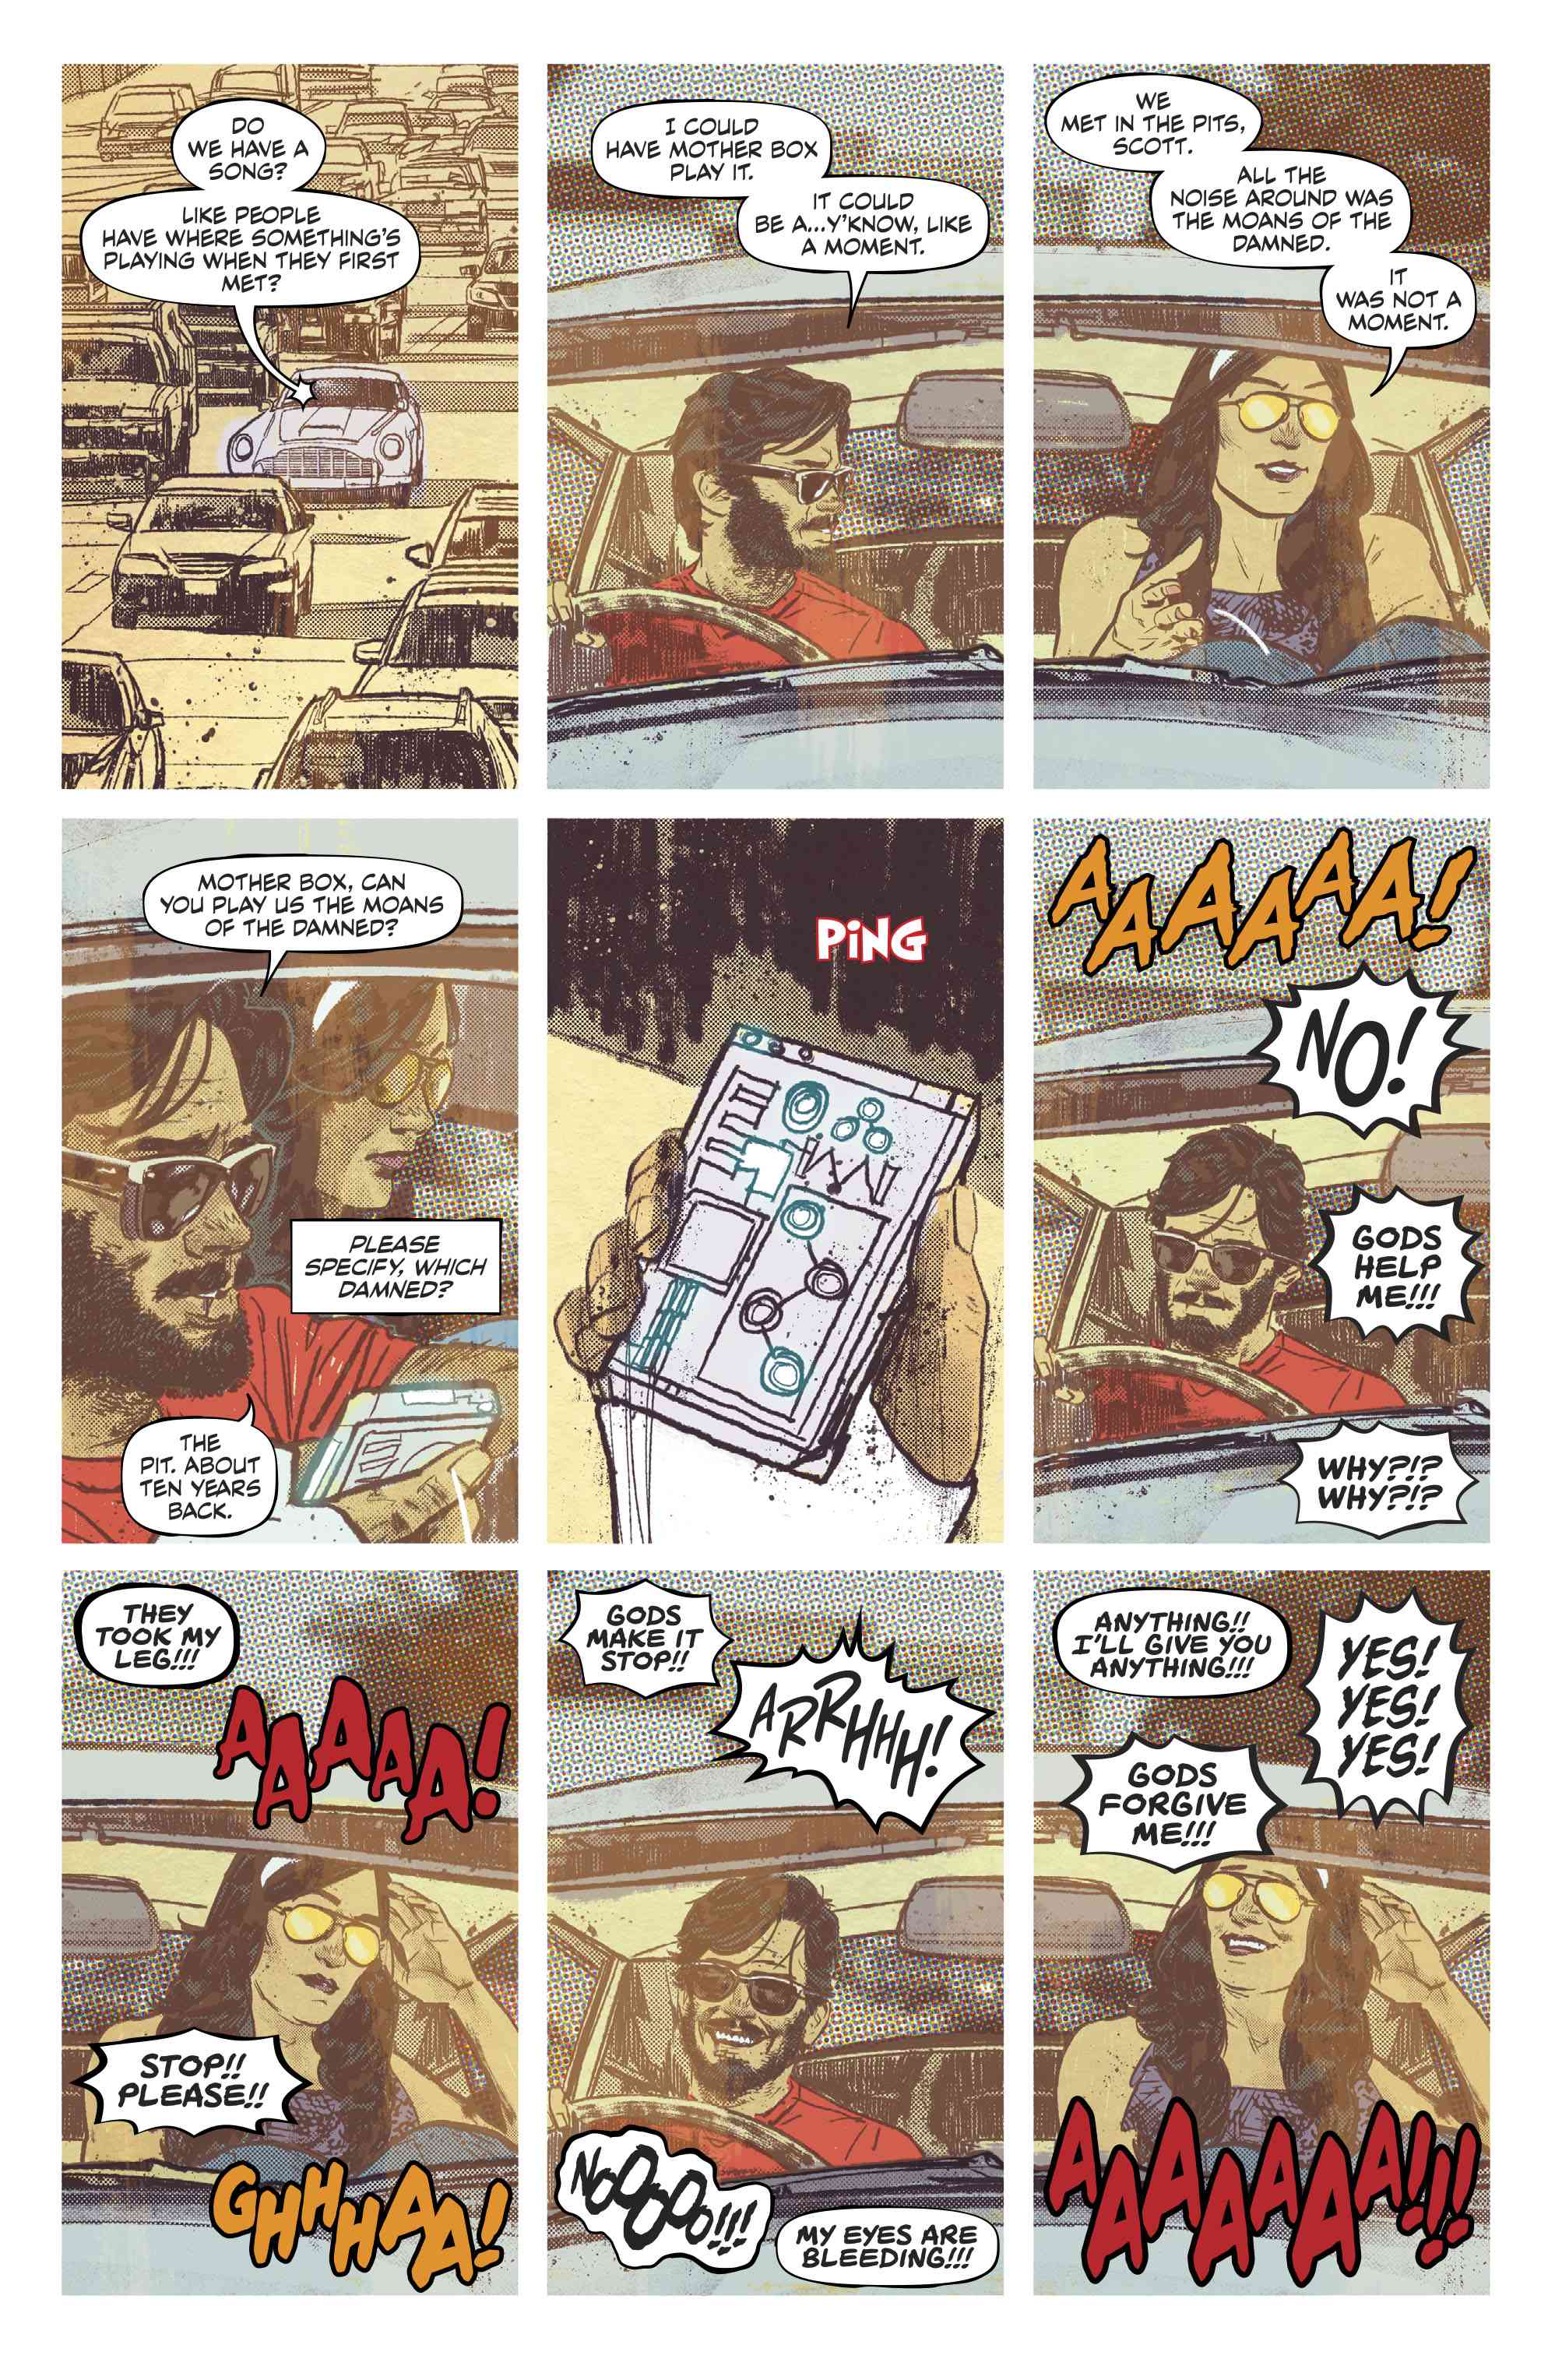 DO
WE HAVE A
SONG?
LIKE PEOPLE
HAVE WHERE SOMETHING'S
PLAYING WHEN THEY FIRST
MET?
I COULD
HAVE MOTHER BOX
PLAY IT.
IT COULD
BE A...Y'KNOW, LIKE
A MOMENT.
WE
MET IN THE PITS,
SCOTT.
ALL THE
NOISE AROUND WAS
THE MOANS OF THE
DAMNED.
IT
WAS NOT A
MOMENT.
MOTHER BOX, CAN
YOU PLAY US THE MOANS
OF THE DAMNED?
PLEASE
SPECIFY, WHICH
DAMNED?
THE
PIT. ABOUT
TEN YEARS
BACK.
PING
AAAAAAA!
NO!
GODS
HELP
ME!!!
WHY?!?
WHY?!?
THEY
TOOK MY
LEG!!!
AAAAA!
STOP!!
PLEASE!!
GHHHAA!
GODS
MAKE IT
STOP!!
ARRHHH!
NOOOOO!!!
MY EYES ARE
BLEEDING!!!
ANYTHING!!
I'LL GIVE YOU
ANYTHING!!!
YES!
YES!
YES!
GODS
FORGIVE
ME!!!
AAAAAAA!!!